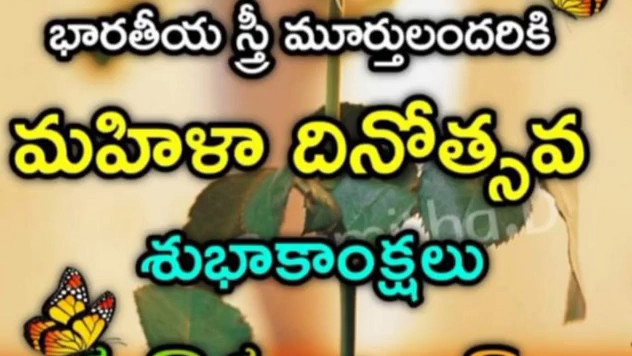 భారతీయ స్త్రీ మూర్తులందరికి
మహిళా దినోత్సవ
శుభాకాంక్షలు